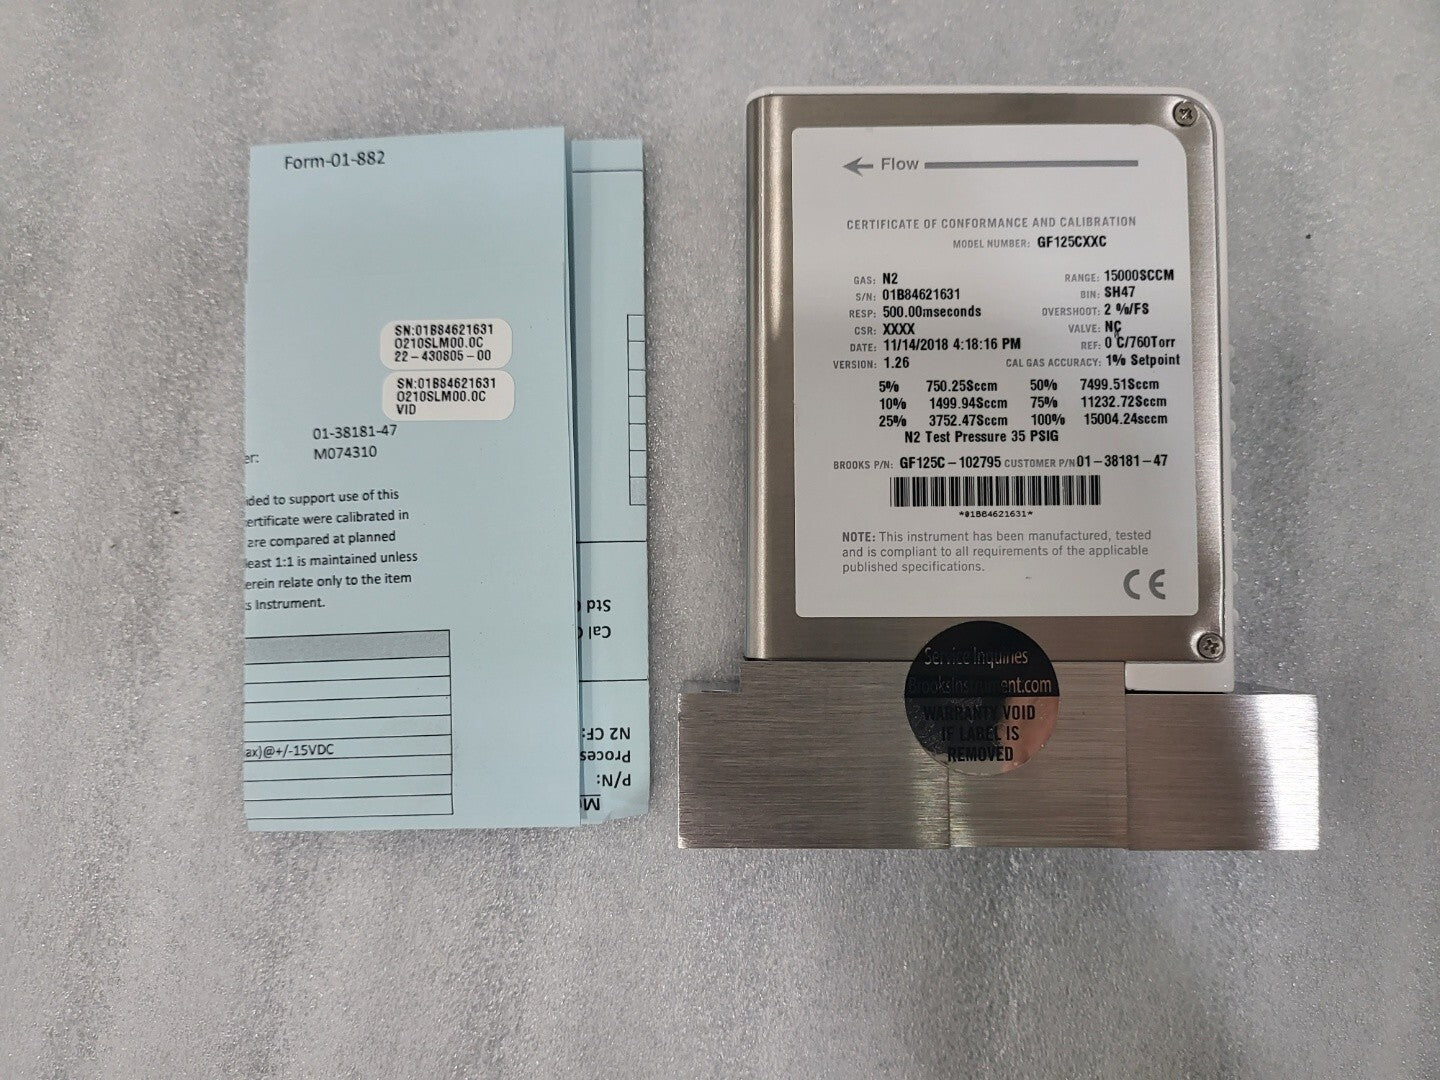 Form-01-882
SN:01B84621631
0210SLM00.0C
22-430805-00
SN:01B84621631
0210SLM00.0C
VID
01-38181-47
er: M074310
ided to support use of this
ertificate were calibrated in
are compared at planned
least 1:1 is maintained unless
erein relate only to the item
s Instrument.
ax)@+/-15VDC
Std
Cal
N2 CF:
Proces
P/N:
Flow
CERTIFICATE OF CONFORMANCE AND CALIBRATION
MODEL NUMBER: GF125CXXC
GAS: N2 RANGE: 15000SCCM
S/N: 01B84621631 BIN: SH47
RESP: 500.00mseconds OVERSHOOT: 2 %/FS
CSR: XXXX VALVE: NC
DATE: 11/14/2018 4:18:16 PM REF: 0°C/760Torr
VERSION: 1.26 CAL GAS ACCURACY: 1% Setpoint
5% 750.25Sccm 50% 7499.51Sccm
10% 1499.94Sccm 75% 11232.72Sccm
25% 3752.47Sccm 100% 15004.24sccm
N2 Test Pressure 35 PSIG
BROOKS P/N: GF125C-102795 CUSTOMER P/N 01-38181-47
*01B84621631*
NOTE: This instrument has been manufactured, tested
and is compliant to all requirements of the applicable
published specifications.
CE
Service Inquiries
BrooksInstrument.com
WARRANTY VOID
IF LABEL IS
REMOVED